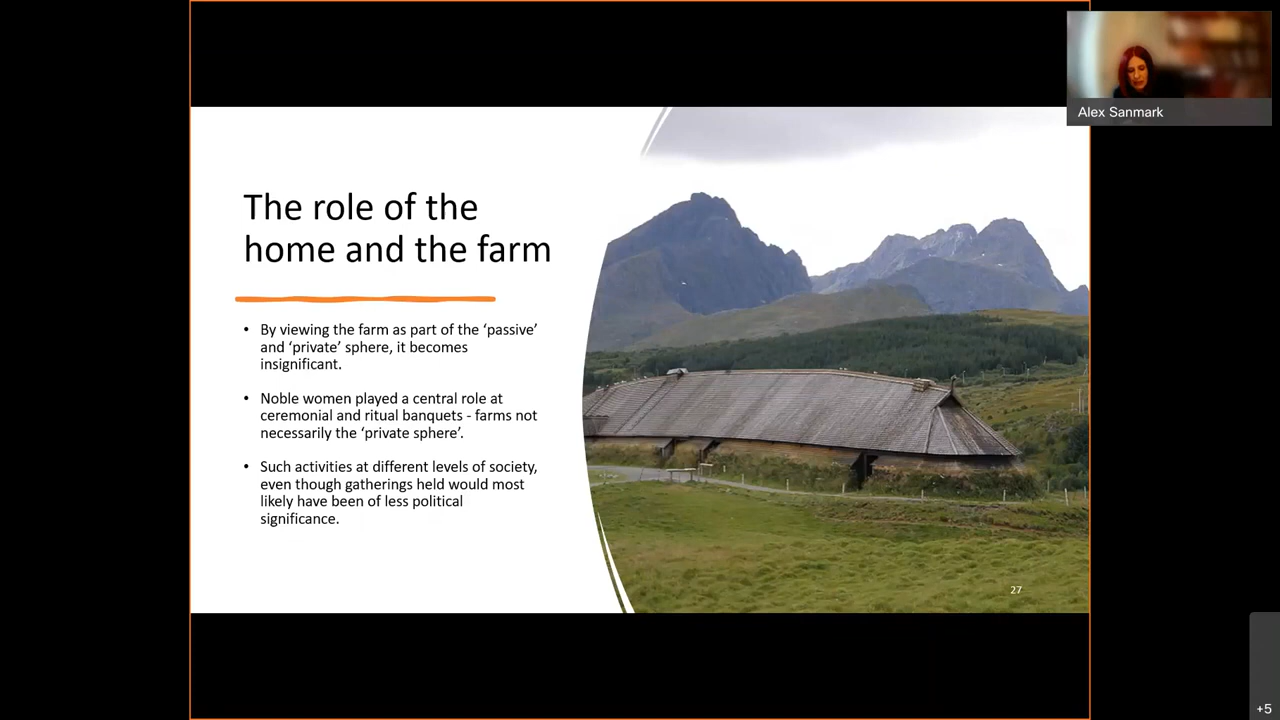 Alex Sanmark
The role of the
home and the farm
• By viewing the farm as part of the ‘passive’
and ‘private’ sphere, it becomes
insignificant.
• Noble women played a central role at
ceremonial and ritual banquets - farms not
necessarily the ‘private sphere’.
• Such activities at different levels of society,
even though gatherings held would most
likely have been of less political
significance.
27
+5